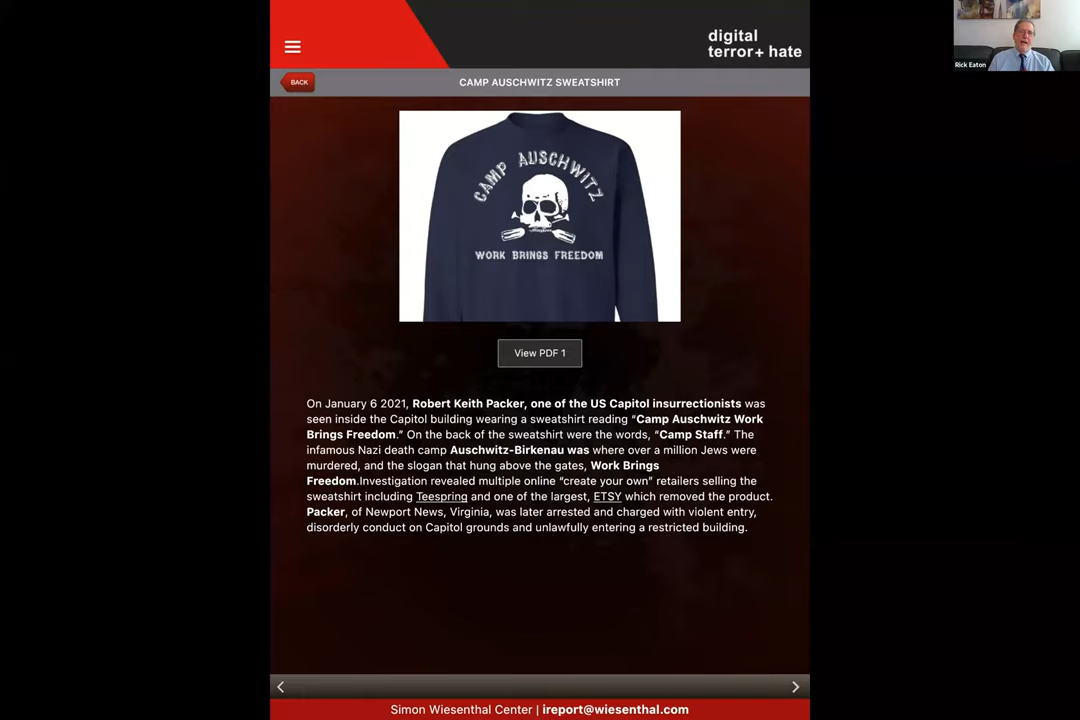 digital
terror+ hate
Rick Eaton
BACK
CAMP AUSCHWITZ SWEATSHIRT
CAMP AUSCHWITZ
WORK BRINGS FREEDOM
View PDF 1
On January 6 2021, Robert Keith Packer, one of the US Capitol insurrectionists was
seen inside the Capitol building wearing a sweatshirt reading “Camp Auschwitz Work
Brings Freedom.” On the back of the sweatshirt were the words, “Camp Staff.” The
infamous Nazi death camp Auschwitz-Birkenau was where over a million Jews were
murdered, and the slogan that hung above the gates, Work Brings
Freedom.Investigation revealed multiple online “create your own” retailers selling the
sweatshirt including Teespring and one of the largest, ETSY which removed the product.
Packer, of Newport News, Virginia, was later arrested and charged with violent entry,
disorderly conduct on Capitol grounds and unlawfully entering a restricted building.
Simon Wiesenthal Center | ireport@wiesenthal.com